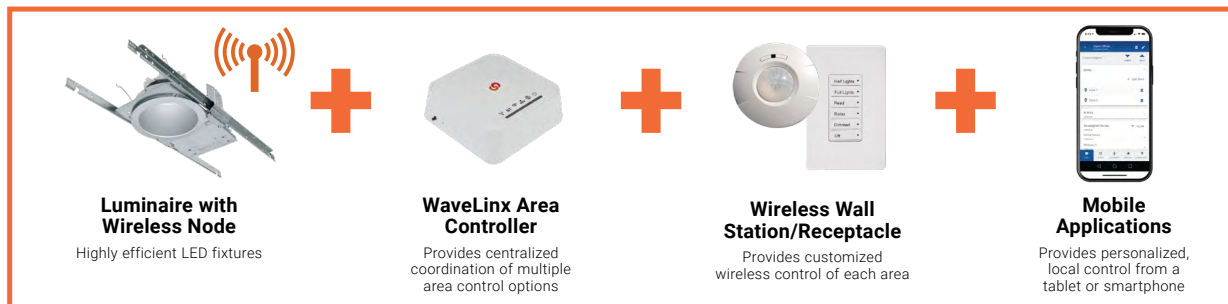 Luminaire with
Wireless Node
Highly efficient LED fixtures
WaveLinx Area
Controller
Provides centralized
coordination of multiple
area control options
Half Lights
Full Lights
Read
Relax
Dimmed
Off
Wireless Wall
Station/Receptacle
Provides customized
wireless control of each area
Mobile
Applications
Provides personalized,
local control from a
tablet or smartphone